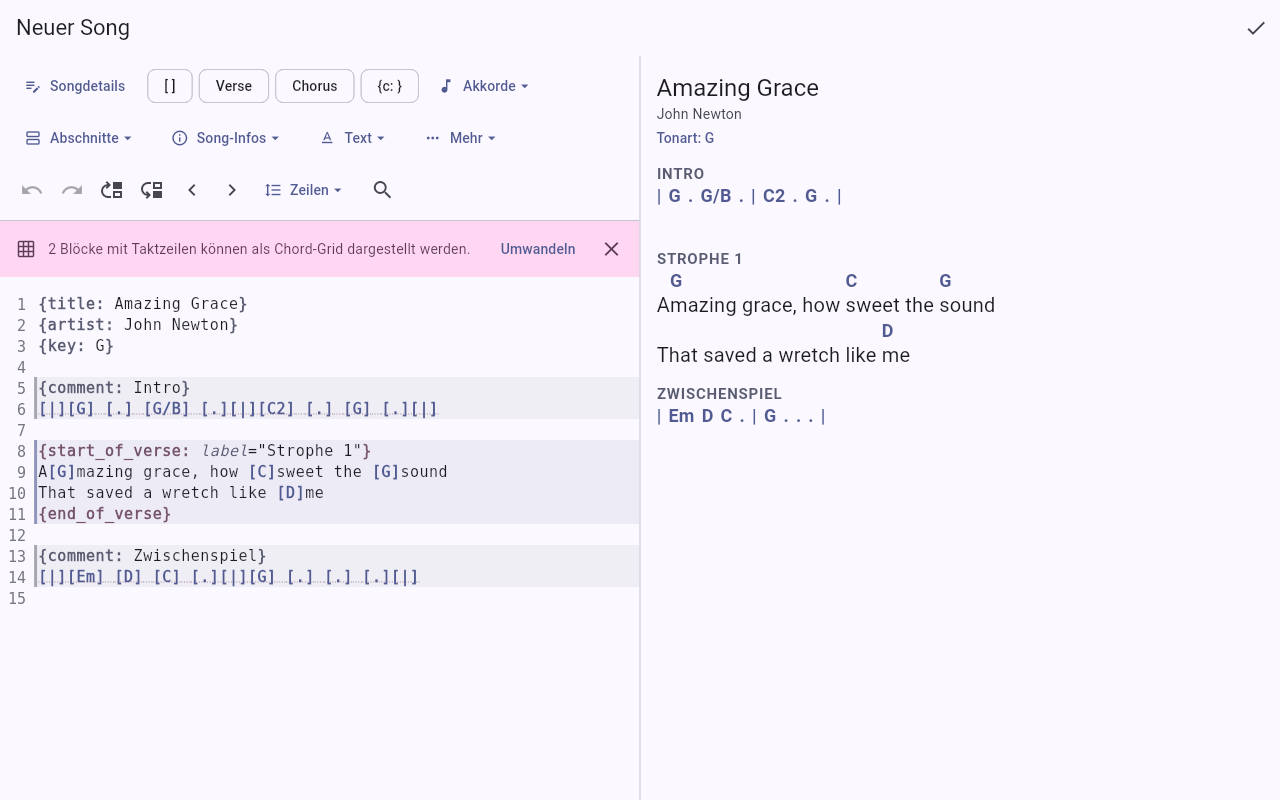 Neuer Song
Songdetails [ ] Verse Chorus {c: } Akkorde
Abschnitte Song-Infos Text Mehr
Zeilen
2 Blöcke mit Taktzeilen können als Chord-Grid dargestellt werden. Umwandeln
1 {title: Amazing Grace}
2 {artist: John Newton}
3 {key: G}
4
5 {comment: Intro}
6 [|][G] [.] [G/B] [.][|][C2] [.] [G] [.][|]
7
8 {start_of_verse: label="Strophe 1"}
9 A[G]mazing grace, how [C]sweet the [G]sound
10 That saved a wretch like [D]me
11 {end_of_verse}
12
13 {comment: Zwischenspiel}
14 [|][Em] [D] [C] [.][|][G] [.] [.] [.][|]
15
Amazing Grace
John Newton
Tonart: G
INTRO
| G . G/B . | C2 . G . |
STROPHE 1
G C G
Amazing grace, how sweet the sound
D
That saved a wretch like me
ZWISCHENSPIEL
| Em D C . | G . . . |